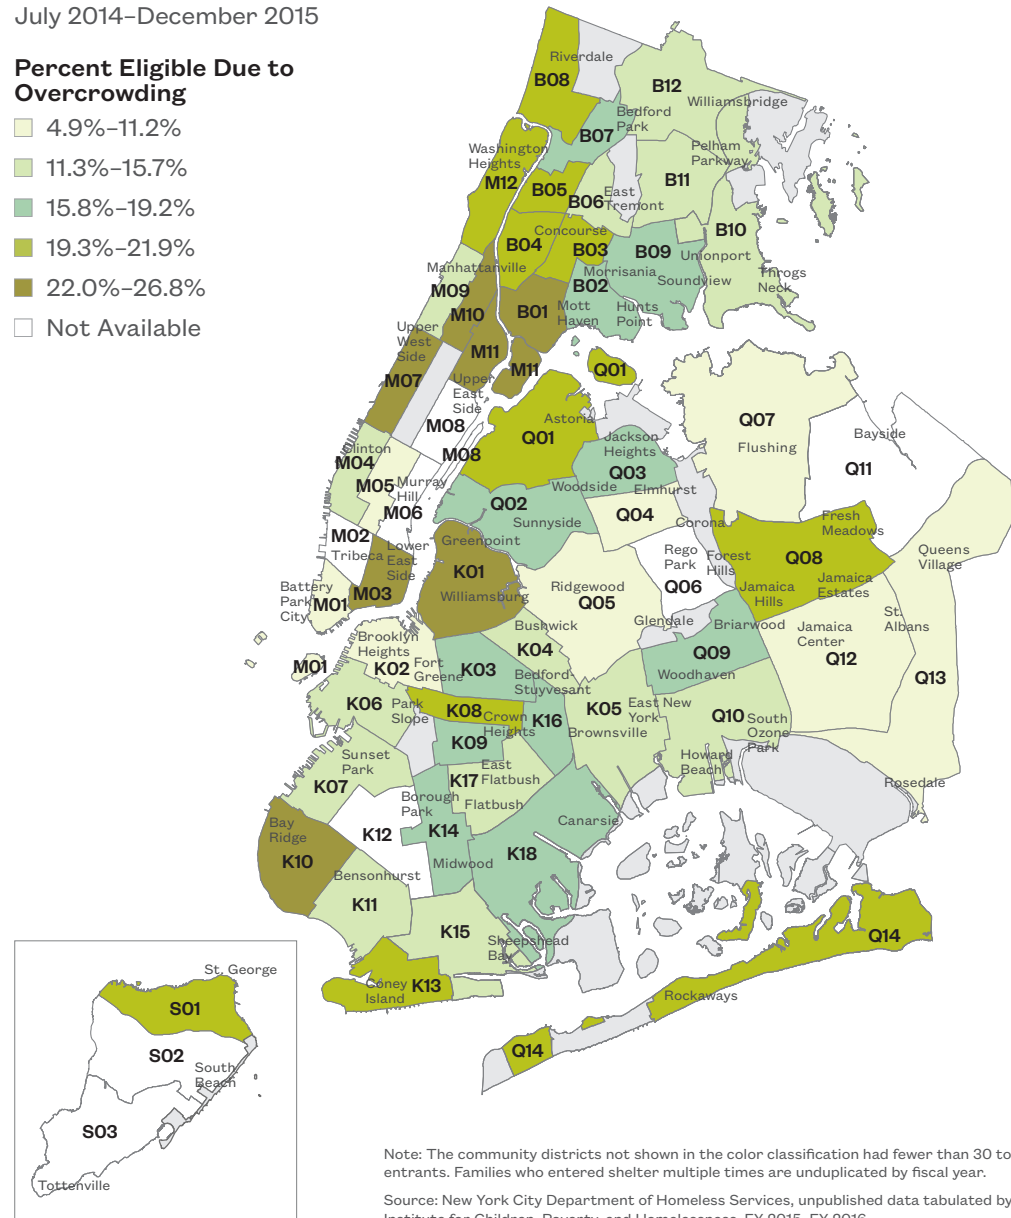 July 2014–December 2015
Percent Eligible Due to
Overcrowding
4.9%–11.2%
11.3%–15.7%
15.8%–19.2%
19.3%–21.9%
22.0%–26.8%
Not Available
Riverdale
B08
B12
Williamsbridge
Bedford
Park
B07
Washington
Heights
Pelham
Parkway
M12
B05
B06
East
Tremont
B11
Concourse
B10
B04
B03
B09
Unionport
Manhattanville
Morrisania
Soundview
Throgs
Neck
M09
B02
M10
B01
Mott
Haven
Hunts
Point
Upper
West
Side
M11
M11
Q01
M07
Upper
East
Side
M08
Astoria
Q07
Flushing
Bayside
Q01
Jackson
Heights
Clinton
M04
M08
Q03
Q11
M05
Murray
Hill
Woodside
Elmhurst
M06
Q02
Sunnyside
Q04
Corona
Fresh
Meadows
M02
Tribeca
Lower
East
Side
Greenpoint
Rego
Park
Forest
Hills
Q08
Queens
Village
K01
Q06
Battery
Park
City
M01
M03
Williamsburg
Ridgewood
Q05
Jamaica
Hills
Jamaica
Estates
Glendale
Briarwood
Jamaica
Center
St.
Albans
Bushwick
Brooklyn
Heights
K04
Q09
Q12
M01
K02
Fort
Greene
K03
Bedford-
Stuyvesant
Woodhaven
Q13
K06
Park
Slope
K08
Crown
Heights
K16
K05
East New
York
Brownsville
Q10
South
Ozone
Park
K09
Sunset
Park
K17
East
Flatbush
Howard
Beach
K07
Rosedale
Borough
Park
Flatbush
Bay
Ridge
K12
K14
Canarsie
K10
Midwood
K18
Bensonhurst
K11
K15
Sheepshead
Bay
Q14
Coney
Island
K13
Rockaways
Q14
St. George
S01
S02
South
Beach
S03
Tottenville
Note: The community districts not shown in the color classification had fewer than 30 to
entrants. Families who entered shelter multiple times are unduplicated by fiscal year.
Source: New York City Department of Homeless Services, unpublished data tabulated by
Institute for Children, Poverty, and Homelessness, FY 2015–FY 2016